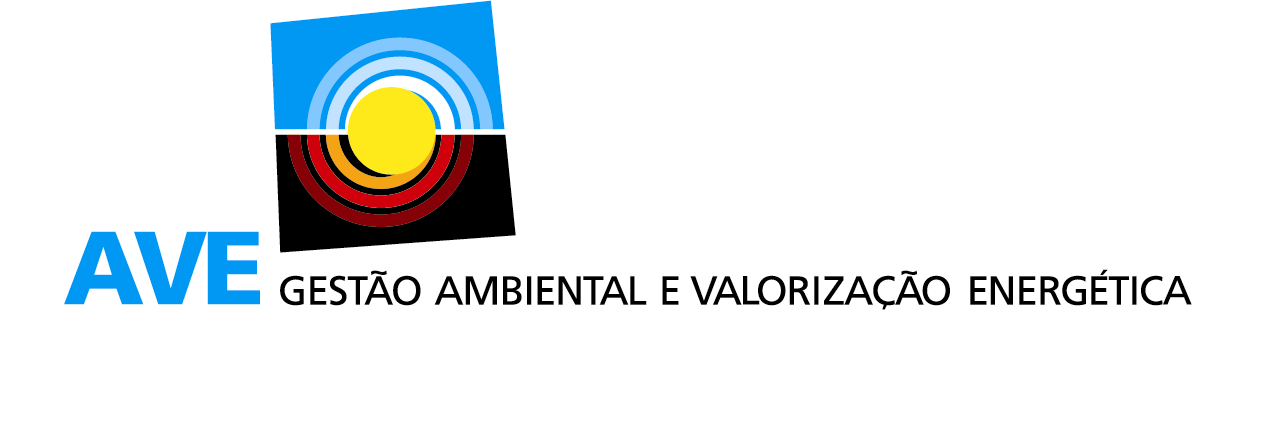 AVE GESTÃO AMBIENTAL E VALORIZAÇÃO ENERGÉTICA